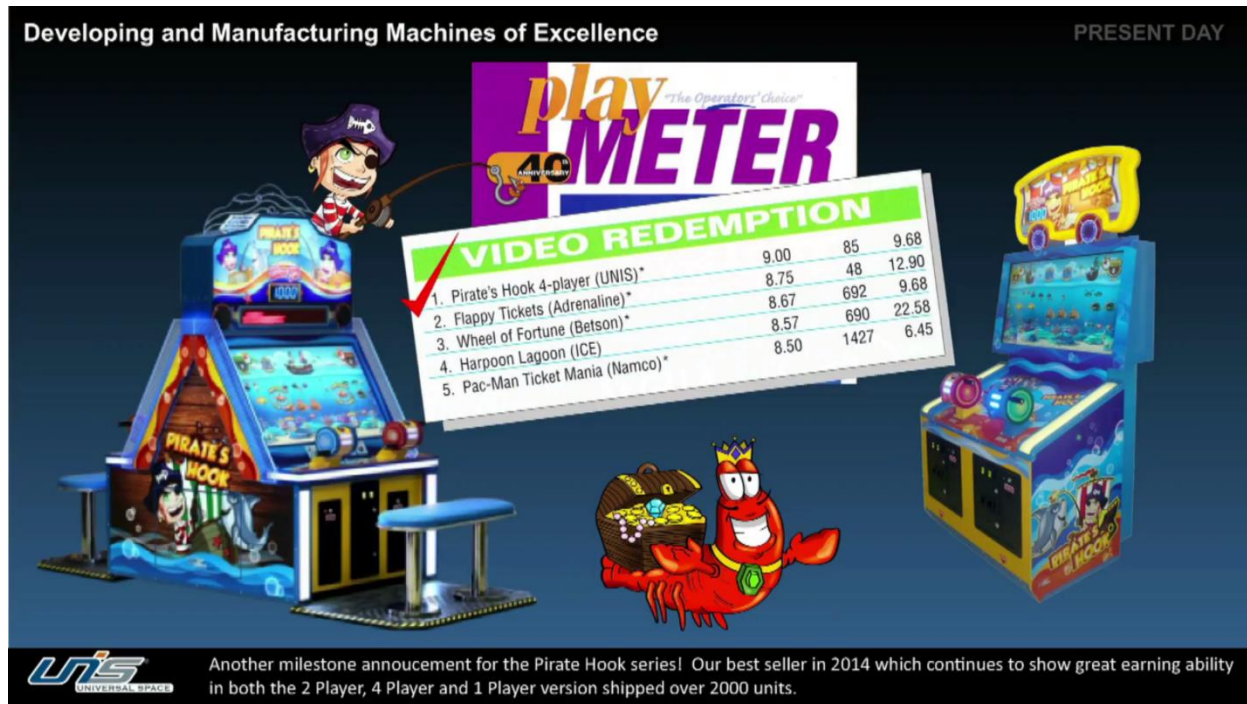 Developing and Manufacturing Machines of Excellence
PRESENT DAY
play
"The Operators' Choice"
METER
40th
ANNIVERSARY
VIDEO REDEMPTION
1. Pirate's Hook 4-player (UNIS)* 9.00 85 9.68
2. Flappy Tickets (Adrenaline)* 8.75 48 12.90
3. Wheel of Fortune (Betson)* 8.67 692 9.68
4. Harpoon Lagoon (ICE) 8.57 690 22.58
5. Pac-Man Ticket Mania (Namco)* 8.50 1427 6.45
PIRATE'S
HOOK
1000
PIRATE'S
HOOK
PIRATE'S
HOOK
PIRATE'S
HOOK
UNIS
UNIVERSAL SPACE
Another milestone annoucement for the Pirate Hook series! Our best seller in 2014 which continues to show great earning ability
in both the 2 Player, 4 Player and 1 Player version shipped over 2000 units.